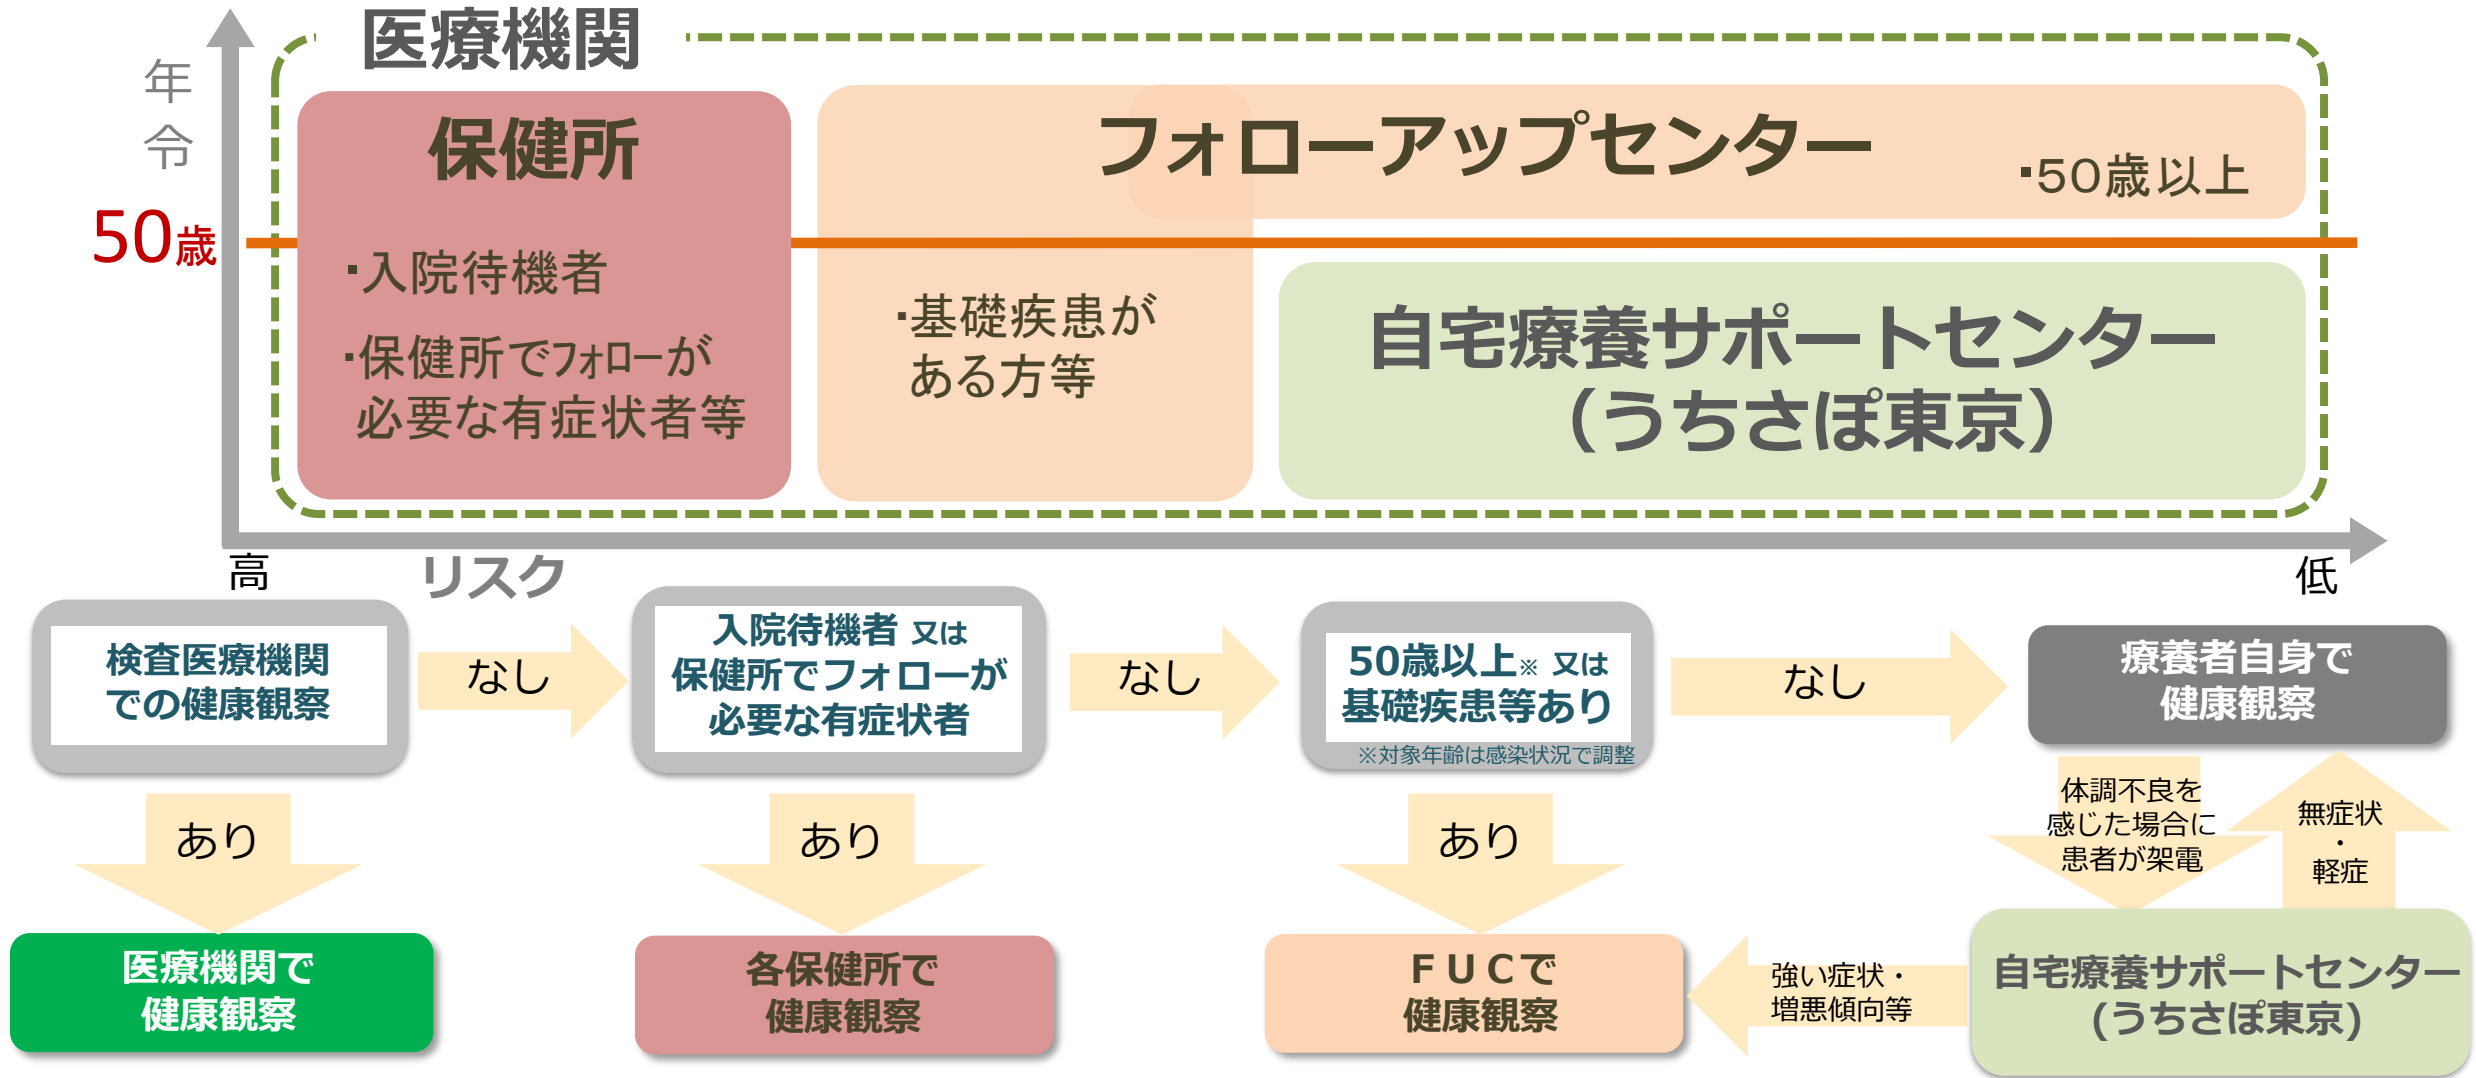 医療機関
年
令
保健所
フォローアップセンター
・50歳以上
50歳
・入院待機者
・保健所でフォローが
必要な有症状者等
・基礎疾患が
ある方等
自宅療養サポートセンター
（うちさぽ東京）
高
リスク
低
検査医療機関
での健康観察
なし
入院待機者 又は
保健所でフォローが
必要な有症状者
なし
50歳以上※ 又は
基礎疾患等あり
※対象年齢は感染状況で調整
なし
療養者自身で
健康観察
あり
あり
あり
体調不良を
感じた場合に
患者が架電
無症状
・
軽症
医療機関で
健康観察
各保健所で
健康観察
ＦＵＣで
健康観察
強い症状・
増悪傾向等
自宅療養サポートセンター
(うちさぽ東京)